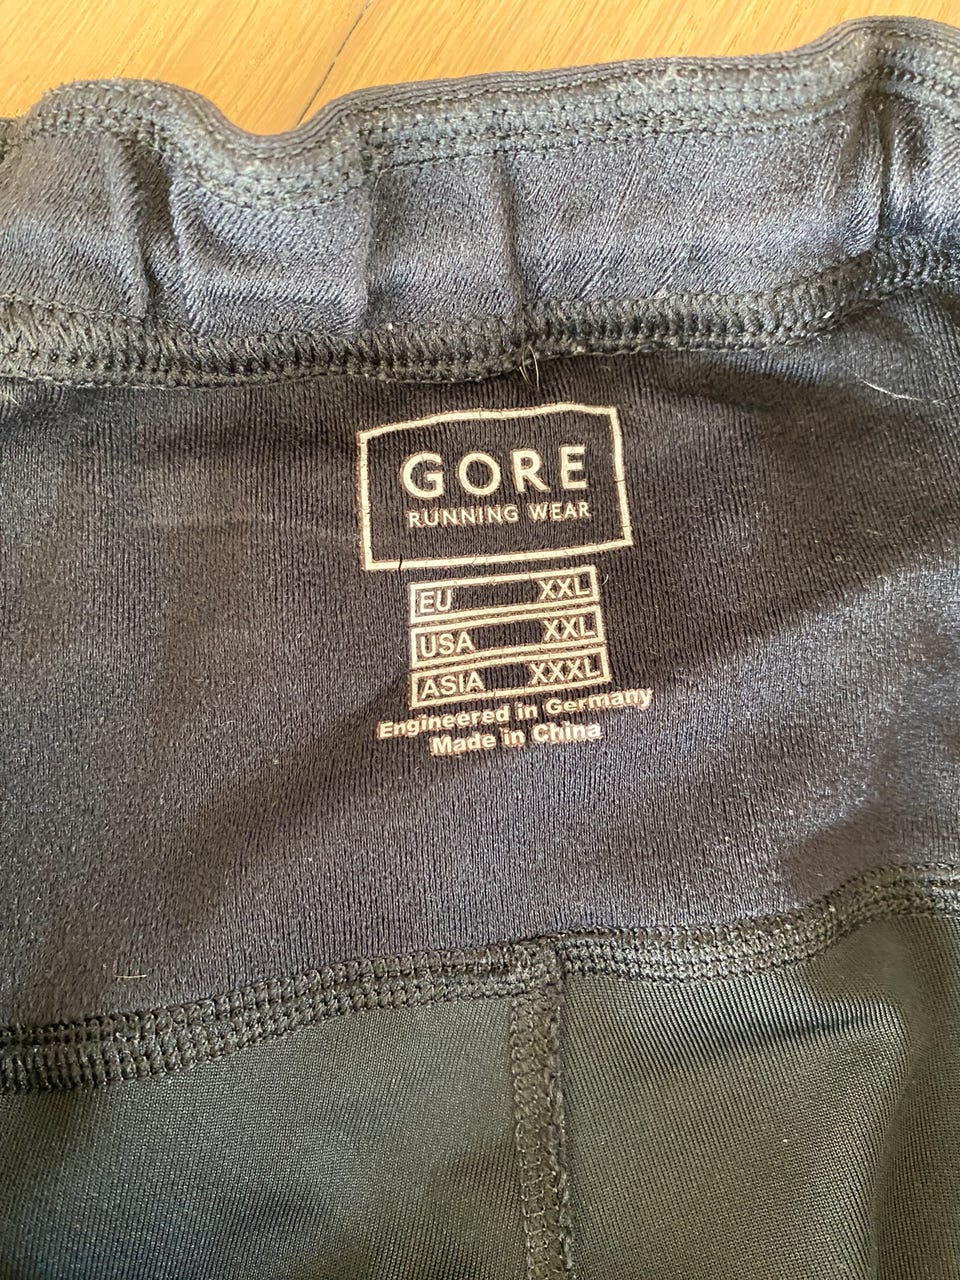 GORE
RUNNING WEAR
EU XXL
USA XXL
ASIA XXXL
Engineered in Germany
Made in China